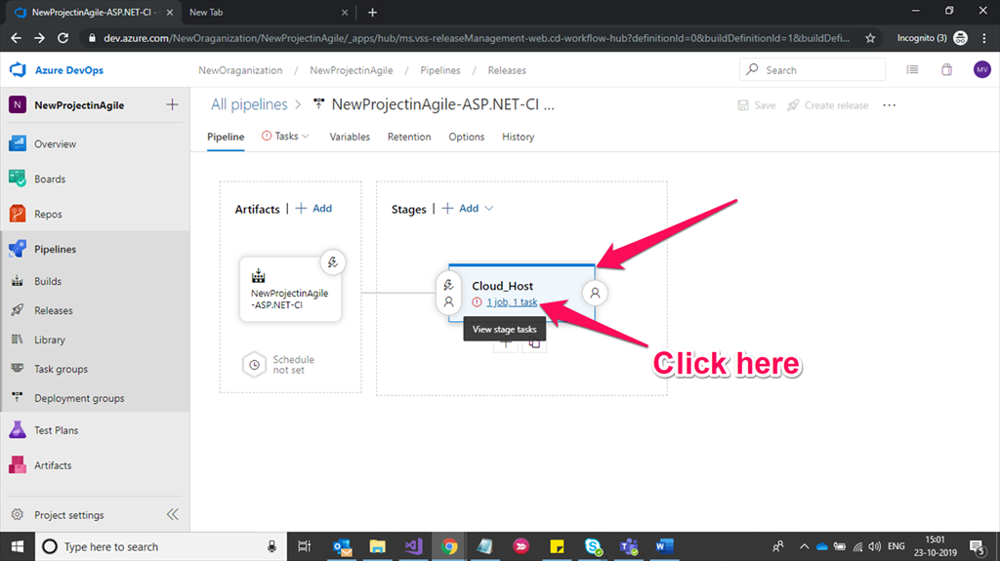 NewProjectinAgile-ASP.NET-CI -
New Tab
dev.azure.com/NewOraganization/NewProjectinAgile/_apps/hub/ms.vss-releaseManagement-web.cd-workflow-hub?definitionId=0&buildDefinitionId=1&buildDefi...
Incognito (3)
Azure DevOps
NewOraganization / NewProjectinAgile / Pipelines / Releases
Search
MV
N NewProjectinAgile
All pipelines > NewProjectinAgile-ASP.NET-CI ...
Save
Create release
Pipeline
Tasks
Variables
Retention
Options
History
Overview
Boards
Repos
Pipelines
Builds
Releases
Library
Task groups
Deployment groups
Test Plans
Artifacts
Project settings
Artifacts | + Add
Stages | + Add
NewProjectinAgile
-ASP.NET-CI
Schedule
not set
Cloud_Host
1 job, 1 task
View stage tasks
Click here
Type here to search
ENG
15:01
23-10-2019
5